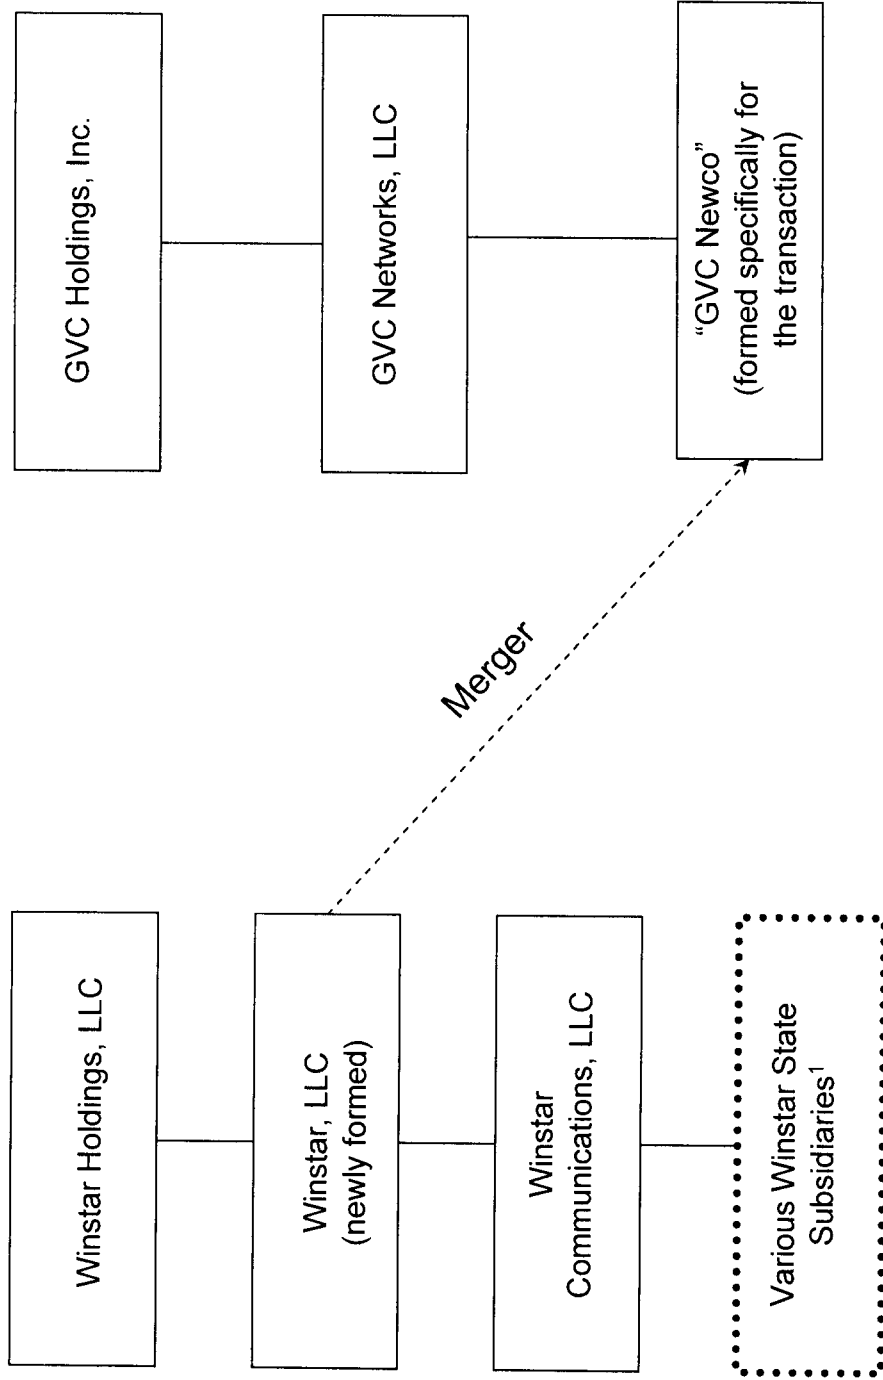 Winstar Holdings, LLC
Winstar, LLC
(newly formed)
Winstar
Communications, LLC
Various Winstar State
Subsidiaries¹
Merger
GVC Holdings, Inc.
GVC Networks, LLC
“GVC Newco”
(formed specifically for
the transaction)